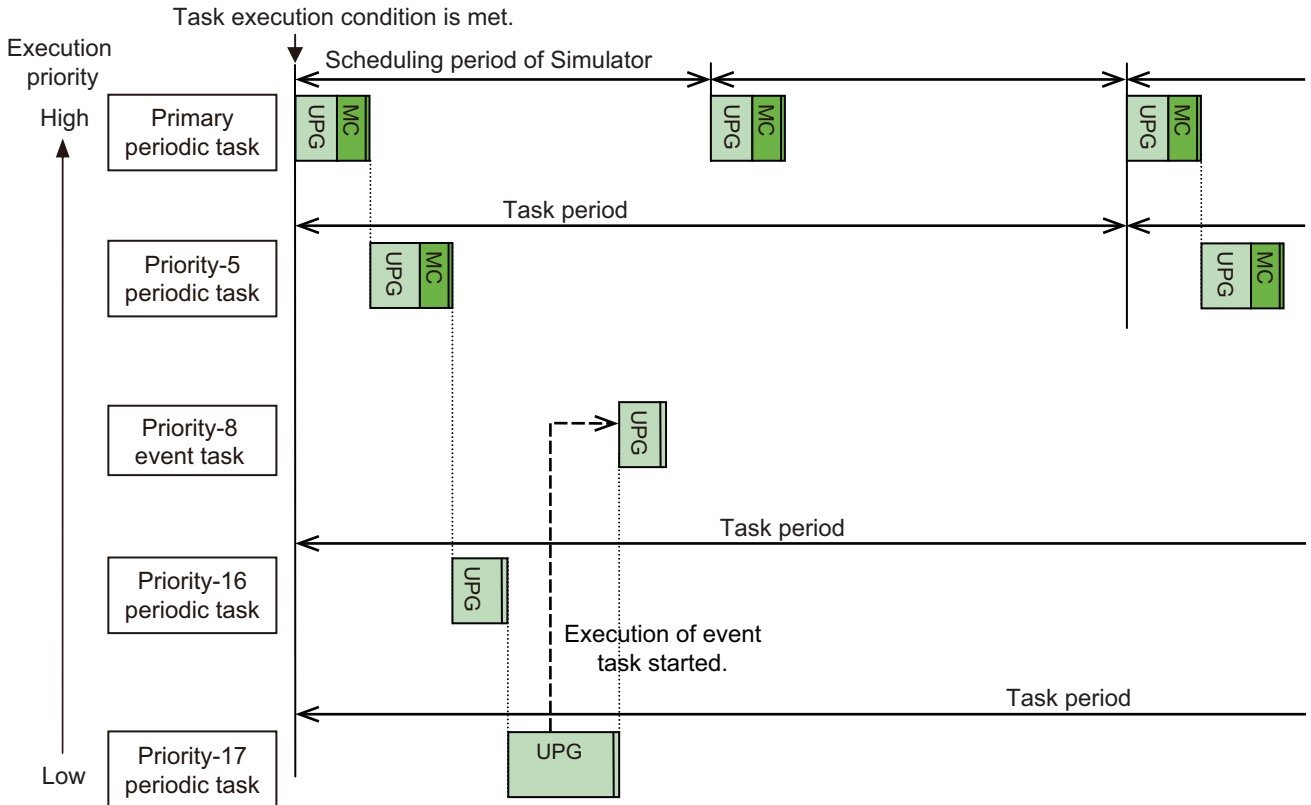 Task execution condition is met.
Execution
priority
Scheduling period of Simulator
High
Primary
periodic task
UPG
MC
UPG
MC
UPG
MC
Task period
Priority-5
periodic task
UPG
MC
UPG
MC
Priority-8
event task
UPG
Task period
Priority-16
periodic task
UPG
Execution of event
task started.
Task period
Low
Priority-17
periodic task
UPG